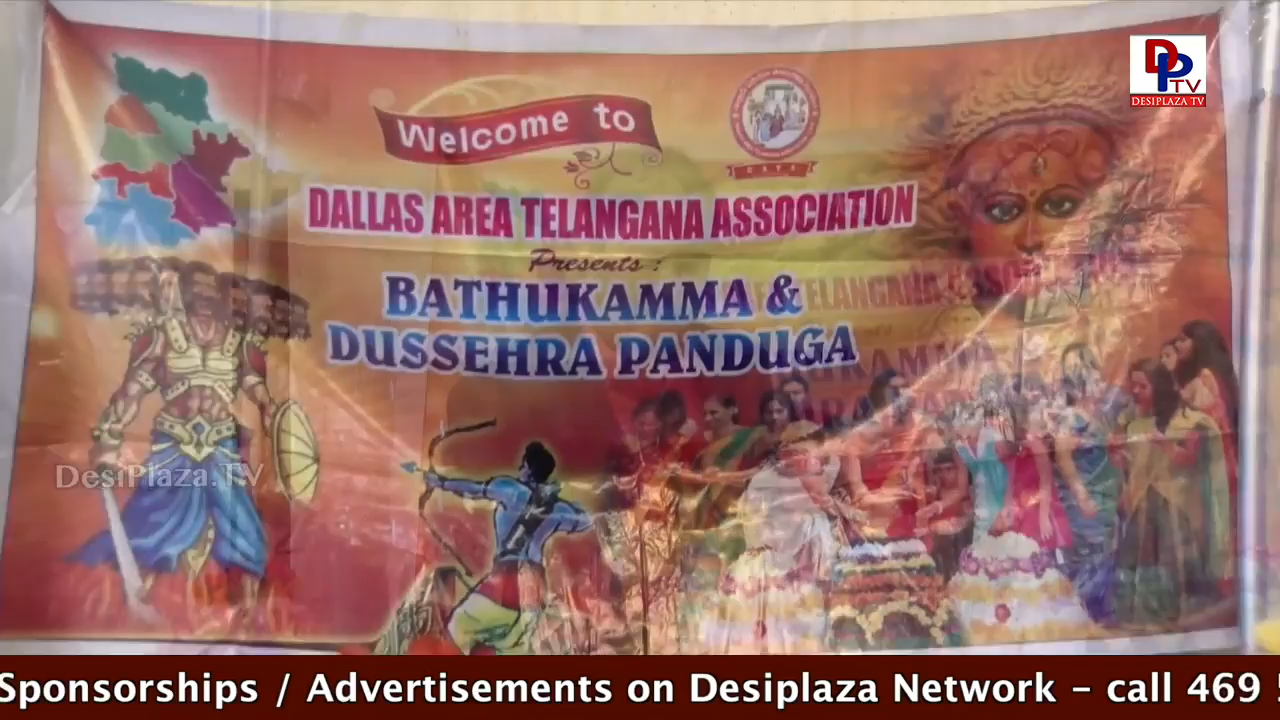 DP
TV
DESIPLAZA TV
Welcome to
DATA
DALLAS AREA TELANGANA ASSOCIATION
Presents :
BATHUKAMMA &
DUSSEHRA PANDUGA
DesiPlaza.TV
Sponsorships / Advertisements on Desiplaza Network – call 469